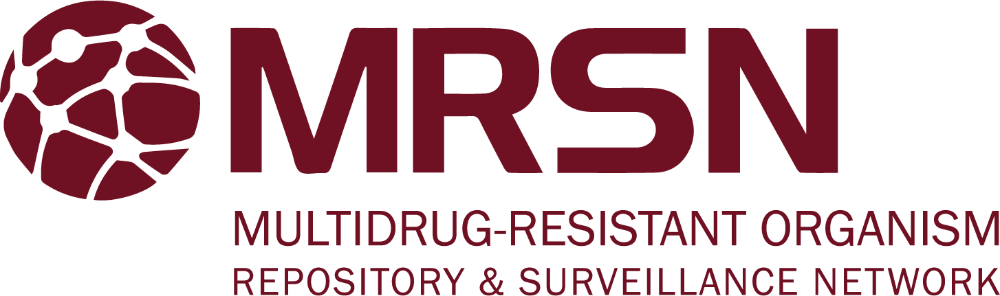 MRSN
MULTIDRUG-RESISTANT ORGANISM
REPOSITORY & SURVEILLANCE NETWORK